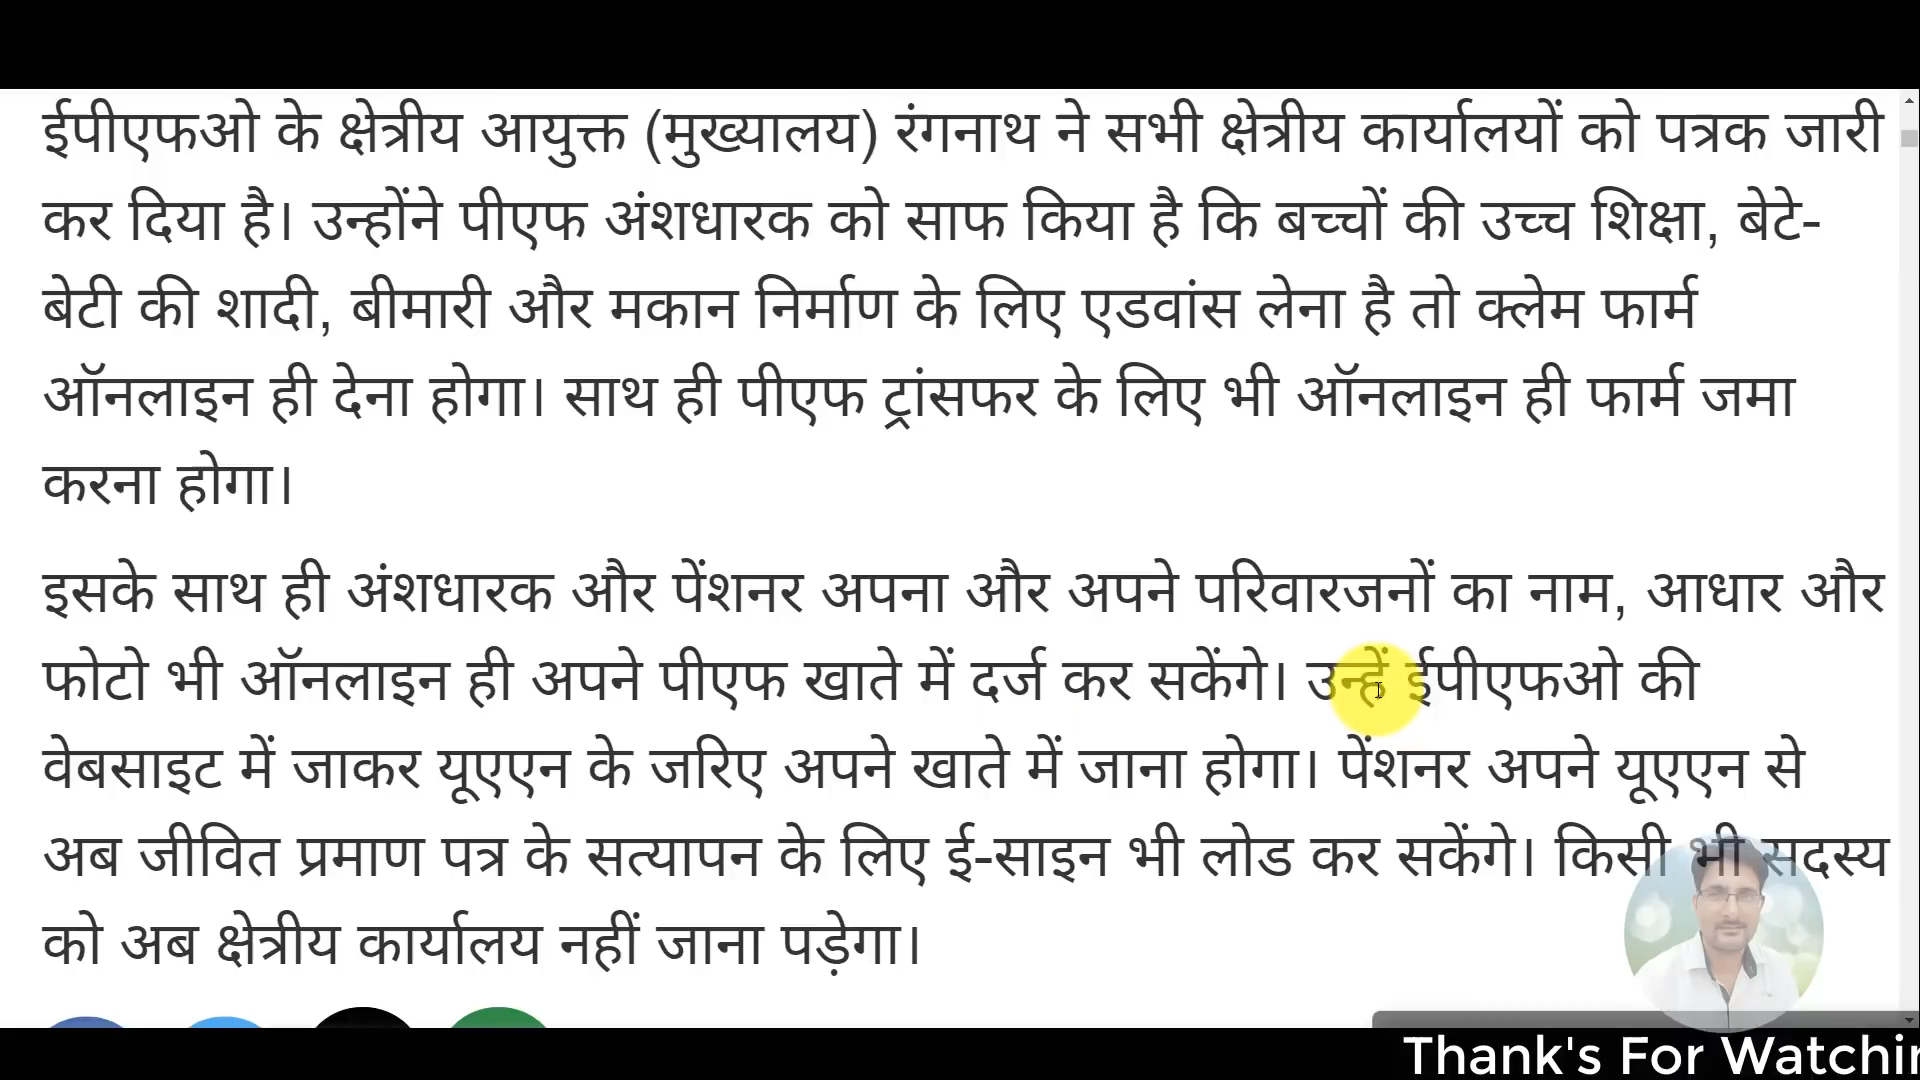 ईपीएफओ के क्षेत्रीय आयुक्त (मुख्यालय) रंगनाथ ने सभी क्षेत्रीय कार्यालयों को पत्रक जारी
कर दिया है। उन्होंने पीएफ अंशधारक को साफ किया है कि बच्चों की उच्च शिक्षा, बेटे-
बेटी की शादी, बीमारी और मकान निर्माण के लिए एडवांस लेना है तो क्लेम फार्म
ऑनलाइन ही देना होगा। साथ ही पीएफ ट्रांसफर के लिए भी ऑनलाइन ही फार्म जमा
करना होगा।
इसके साथ ही अंशधारक और पेंशनर अपना और अपने परिवारजनों का नाम, आधार और
फोटो भी ऑनलाइन ही अपने पीएफ खाते में दर्ज कर सकेंगे। उन्हें ईपीएफओ की
वेबसाइट में जाकर यूएएन के जरिए अपने खाते में जाना होगा। पेंशनर अपने यूएएन से
अब जीवित प्रमाण पत्र के सत्यापन के लिए ई-साइन भी लोड कर सकेंगे। किसी भी सदस्य
को अब क्षेत्रीय कार्यालय नहीं जाना पड़ेगा।
Thank's For Watchin